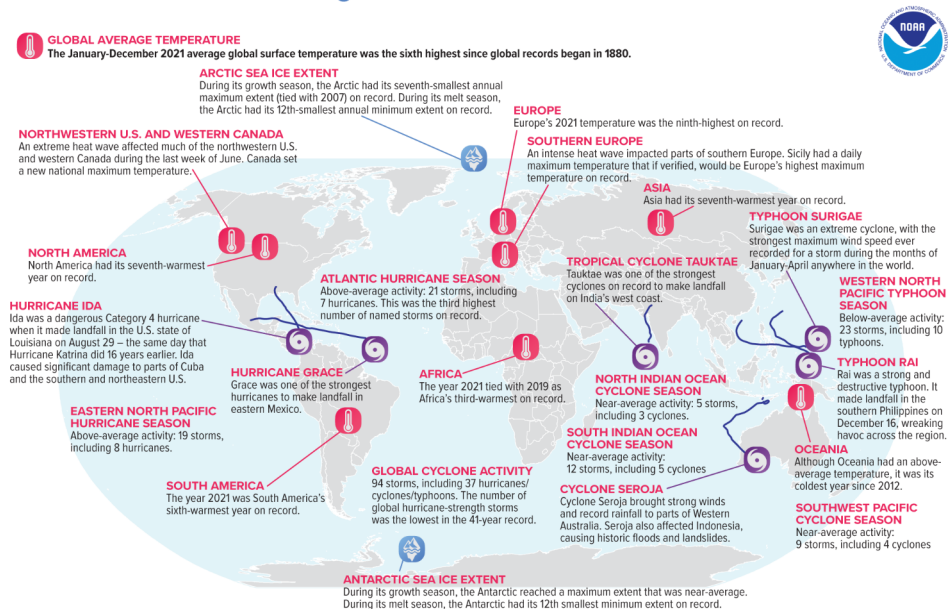 GLOBAL AVERAGE TEMPERATURE
The January-December 2021 average global surface temperature was the sixth highest since global records began in 1880.
NOAA
NATIONAL OCEANIC AND ATMOSPHERIC ADMINISTRATION
U.S. DEPARTMENT OF COMMERCE
ARCTIC SEA ICE EXTENT
During its growth season, the Arctic had its seventh-smallest annual
maximum extent (tied with 2007) on record. During its melt season,
the Arctic had its 12th-smallest annual minimum extent on record.
EUROPE
Europe's 2021 temperature was the ninth-highest on record.
NORTHWESTERN U.S. AND WESTERN CANADA
An extreme heat wave affected much of the northwestern U.S.
and western Canada during the last week of June. Canada set
a new national maximum temperature.
SOUTHERN EUROPE
An intense heat wave impacted parts of southern Europe. Sicily had a daily
maximum temperature that if verified, would be Europe's highest maximum
temperature on record.
ASIA
Asia had its seventh-warmest year on record.
TYPHOON SURIGAE
Surigae was an extreme cyclone, with the
strongest maximum wind speed ever
recorded for a storm during the months of
January-April anywhere in the world.
NORTH AMERICA
North America had its seventh-warmest
year on record.
ATLANTIC HURRICANE SEASON
Above-average activity: 21 storms, including
7 hurricanes. This was the third highest
number of named storms on record.
TROPICAL CYCLONE TAUKTAE
Tauktae was one of the strongest
cyclones on record to make landfall
on India's west coast.
WESTERN NORTH
PACIFIC TYPHOON
SEASON
Below-average activity:
23 storms, including 10
typhoons.
HURRICANE IDA
Ida was a dangerous Category 4 hurricane
when it made landfall in the U.S. state of
Louisiana on August 29 – the same day that
Hurricane Katrina did 16 years earlier. Ida
caused significant damage to parts of Cuba
and the southern and northeastern U.S.
HURRICANE GRACE
Grace was one of the strongest
hurricanes to make landfall in
eastern Mexico.
AFRICA
The year 2021 tied with 2019 as
Africa's third-warmest on record.
NORTH INDIAN OCEAN
CYCLONE SEASON
Near-average activity: 5 storms,
including 3 cyclones.
TYPHOON RAI
Rai was a strong and
destructive typhoon. It
made landfall in the
southern Philippines on
December 16, wreaking
havoc across the region.
EASTERN NORTH PACIFIC
HURRICANE SEASON
Above-average activity: 19 storms,
including 8 hurricanes.
SOUTH INDIAN OCEAN
CYCLONE SEASON
Near-average activity:
12 storms, including 5 cyclones
OCEANIA
Although Oceania had an above-
average temperature, it was its
coldest year since 2012.
SOUTH AMERICA
The year 2021 was South America's
sixth-warmest year on record.
GLOBAL CYCLONE ACTIVITY
94 storms, including 37 hurricanes/
cyclones/typhoons. The number of
global hurricane-strength storms
was the lowest in the 41-year record.
CYCLONE SEROJA
Cyclone Seroja brought strong winds
and record rainfall to parts of Western
Australia. Seroja also affected Indonesia,
causing historic floods and landslides.
SOUTHWEST PACIFIC
CYCLONE SEASON
Near-average activity:
9 storms, including 4 cyclones
ANTARCTIC SEA ICE EXTENT
During its growth season, the Antarctic reached a maximum extent that was near-average.
During its melt season, the Antarctic had its 12th smallest minimum extent on record.